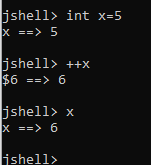 jshell> int x=5
x ==> 5
jshell> ++x
$6 ==> 6
jshell> x
x ==> 6
jshell>